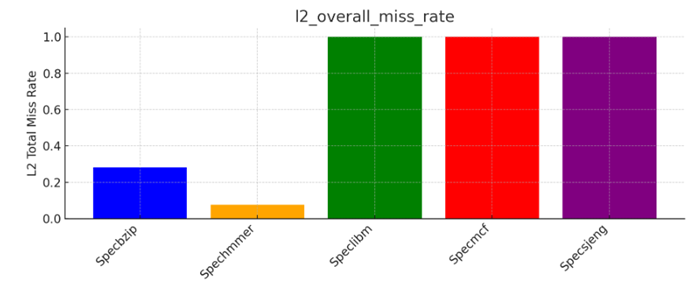 l2_overall_miss_rate
L2 Total Miss Rate
1.0
0.8
0.6
0.4
0.2
0.0
Specbzip
Spechmmer
Speclibm
Specmcf
Specsjeng